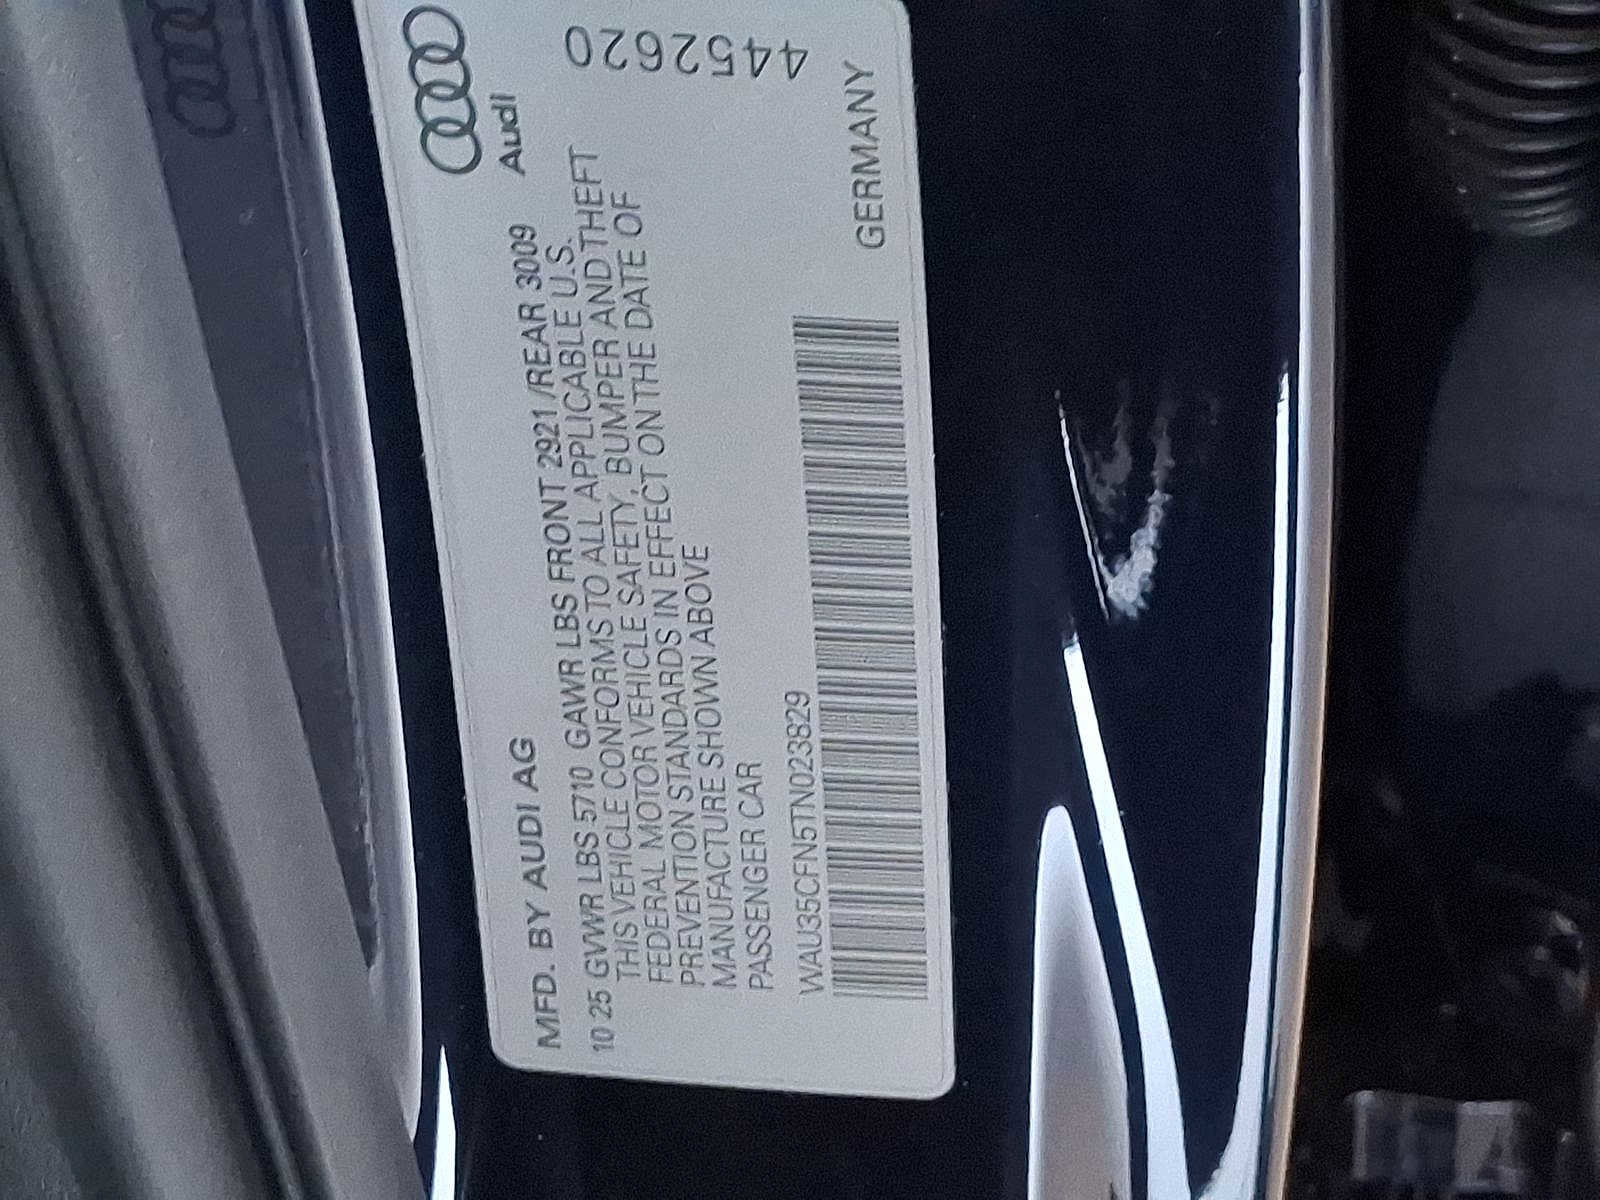 Audi
4452620
MFD. BY AUDI AG
10 25 GVWR LBS 5710 GAWR LBS FRONT 2921/REAR 3009
THIS VEHICLE CONFORMS TO ALL APPLICABLE U.S.
FEDERAL MOTOR VEHICLE SAFETY, BUMPER AND THEFT
PREVENTION STANDARDS IN EFFECT ON THE DATE OF
MANUFACTURE SHOWN ABOVE
PASSENGER CAR
WAU35CFN5TN023829
GERMANY